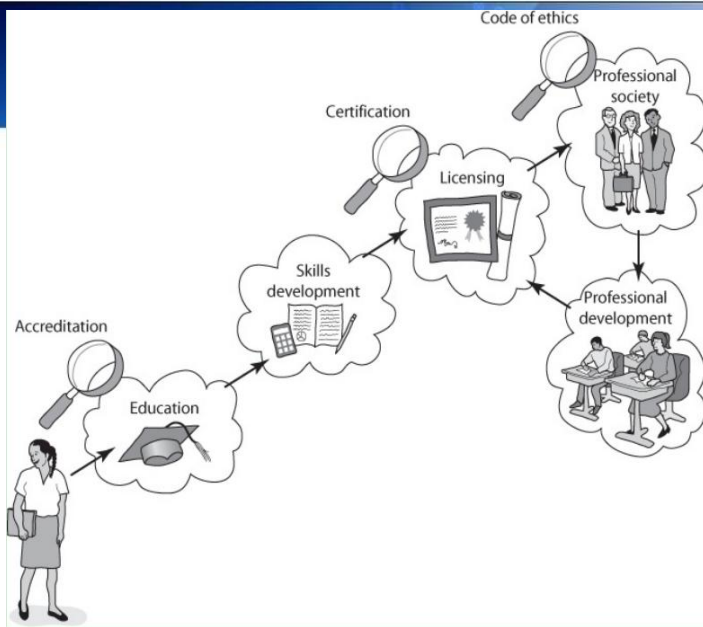 Code of ethics
Professional
society
Certification
Licensing
Skills
development
Professional
development
Accreditation
Education